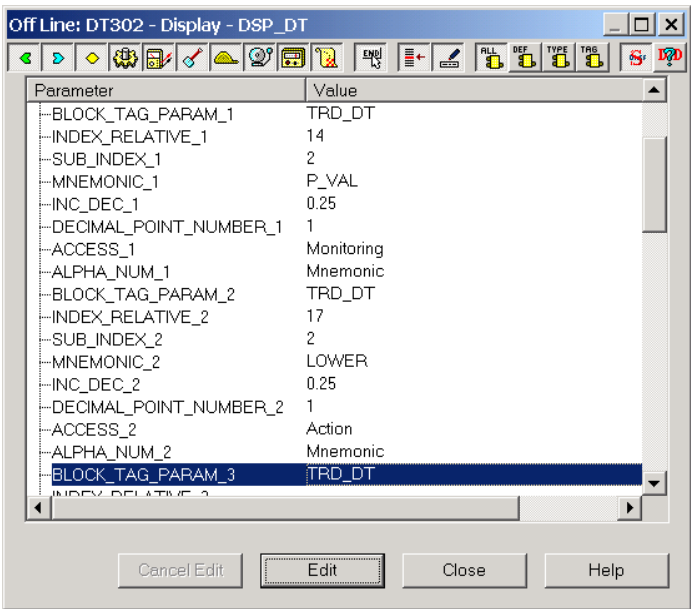 Off Line: DT302 - Display - DSP_DT
END ALL DEF TYPE TAG S D?D
Parameter Value
BLOCK_TAG_PARAM_1 TRD_DT
INDEX_RELATIVE_1 14
SUB_INDEX_1 2
MNEMONIC_1 P_VAL
INC_DEC_1 0.25
DECIMAL_POINT_NUMBER_1 1
ACCESS_1 Monitoring
ALPHA_NUM_1 Mnemonic
BLOCK_TAG_PARAM_2 TRD_DT
INDEX_RELATIVE_2 17
SUB_INDEX_2 2
MNEMONIC_2 LOWER
INC_DEC_2 0.25
DECIMAL_POINT_NUMBER_2 1
ACCESS_2 Action
ALPHA_NUM_2 Mnemonic
BLOCK_TAG_PARAM_3 TRD_DT
INDEX_RELATIVE_3
Cancel Edit Edit Close Help